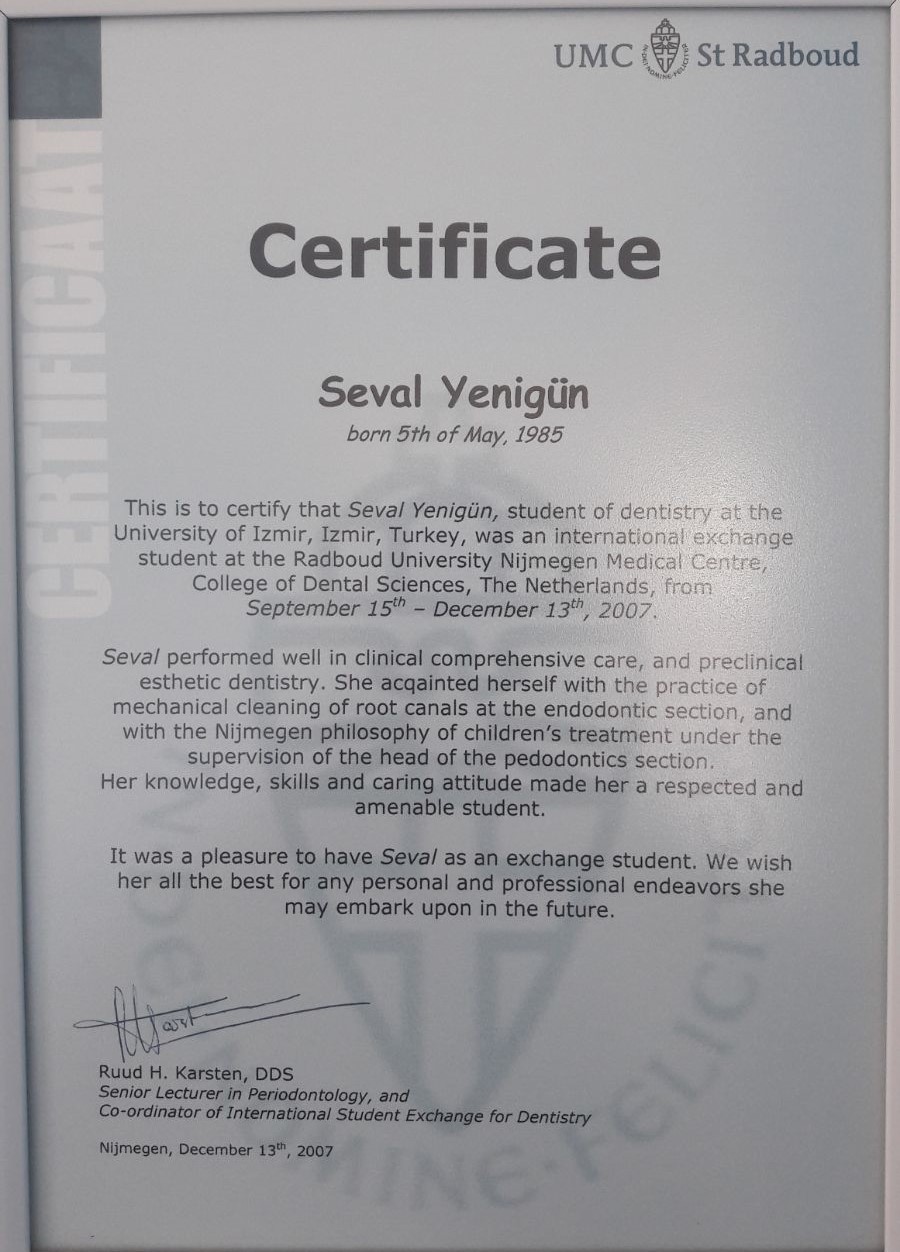 UMC St Radboud
CERTIFICAAT
Certificate
Seval Yenigün
born 5th of May, 1985
This is to certify that Seval Yenigün, student of dentistry at the
University of Izmir, Izmir, Turkey, was an international exchange
student at the Radboud University Nijmegen Medical Centre,
College of Dental Sciences, The Netherlands, from
September 15th – December 13th, 2007.
Seval performed well in clinical comprehensive care, and preclinical
esthetic dentistry. She acqainted herself with the practice of
mechanical cleaning of root canals at the endodontic section, and
with the Nijmegen philosophy of children's treatment under the
supervision of the head of the pedodontics section.
Her knowledge, skills and caring attitude made her a respected and
amenable student.
It was a pleasure to have Seval as an exchange student. We wish
her all the best for any personal and professional endeavors she
may embark upon in the future.
Ruud H. Karsten, DDS
Senior Lecturer in Periodontology, and
Co-ordinator of International Student Exchange for Dentistry
Nijmegen, December 13th, 2007